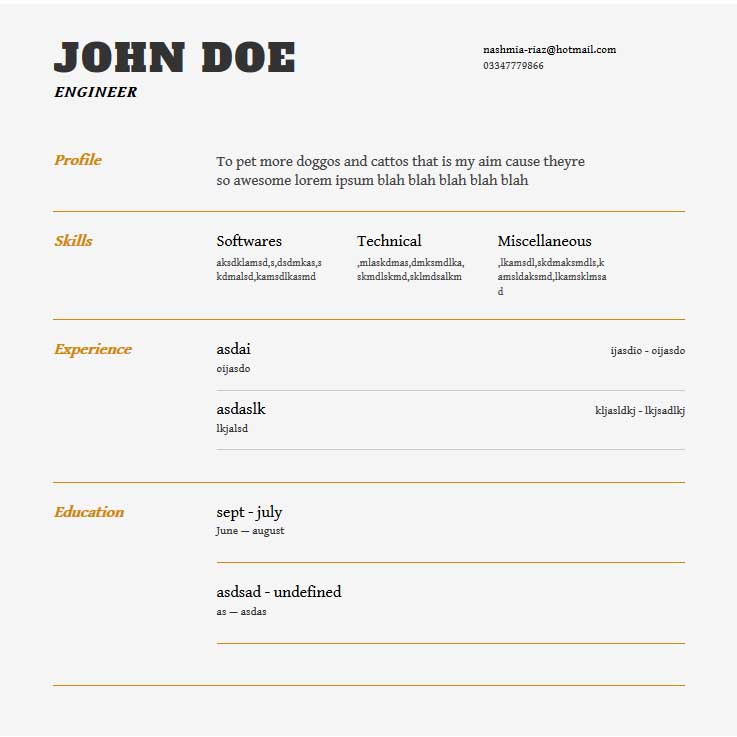 JOHN DOE
nashmia-riaz@hotmail.com
03347779866
ENGINEER
Profile
To pet more doggos and cattos that is my aim cause theyre
so awesome lorem ipsum blah blah blah blah blah
Skills
Softwares
aksdklamsd,s,dsdmkas,s
kdmalsd,kamsdlkasmd
Technical
,mlaskdmas,dmksmdlka,
skmdlskmd,sklmdsalkm
Miscellaneous
,lkamsdl,skdmaksmdls,k
amsldaksmd,lkamsklmsa
d
Experience
asdai
ijasdio - oijasdo
oijasdo
asdaslk
kljasldkj - lkjsadlkj
lkjalsd
Education
sept - july
June — august
asdsad - undefined
as — asdas